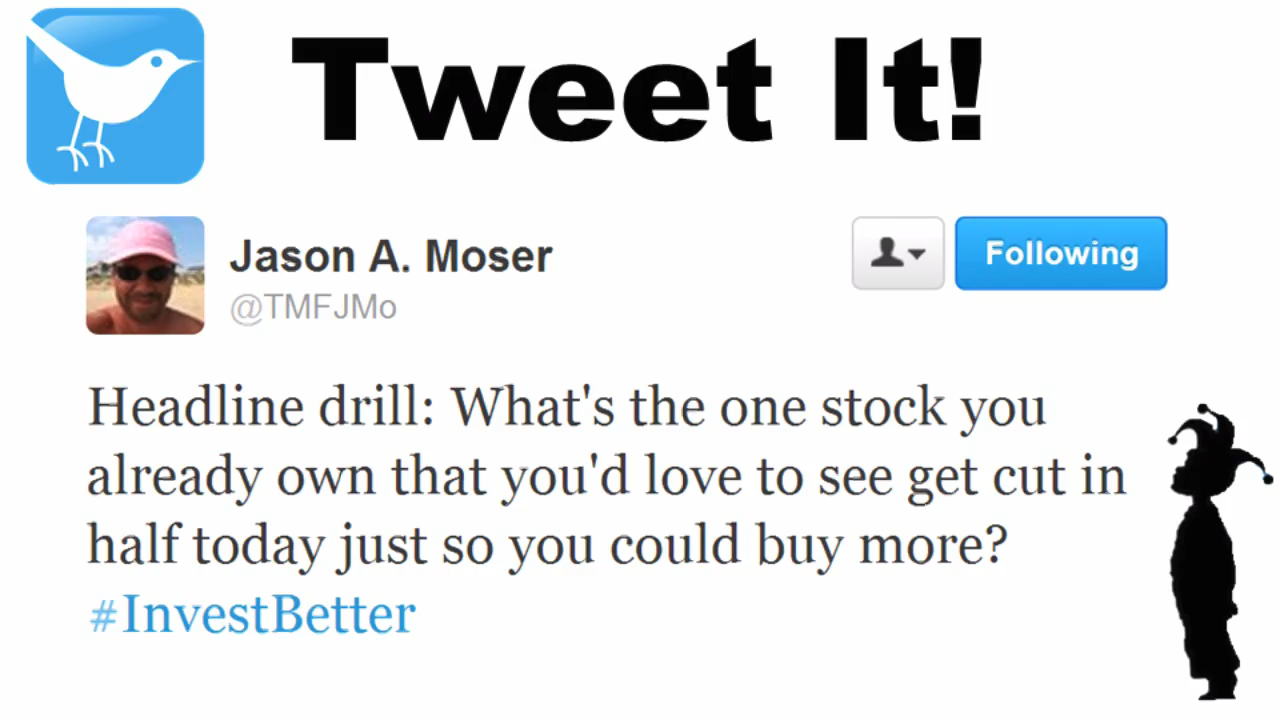 Tweet It!
Jason A. Moser
Following
@TMFJMo
Headline drill: What's the one stock you
already own that you'd love to see get cut in
half today just so you could buy more?
#InvestBetter